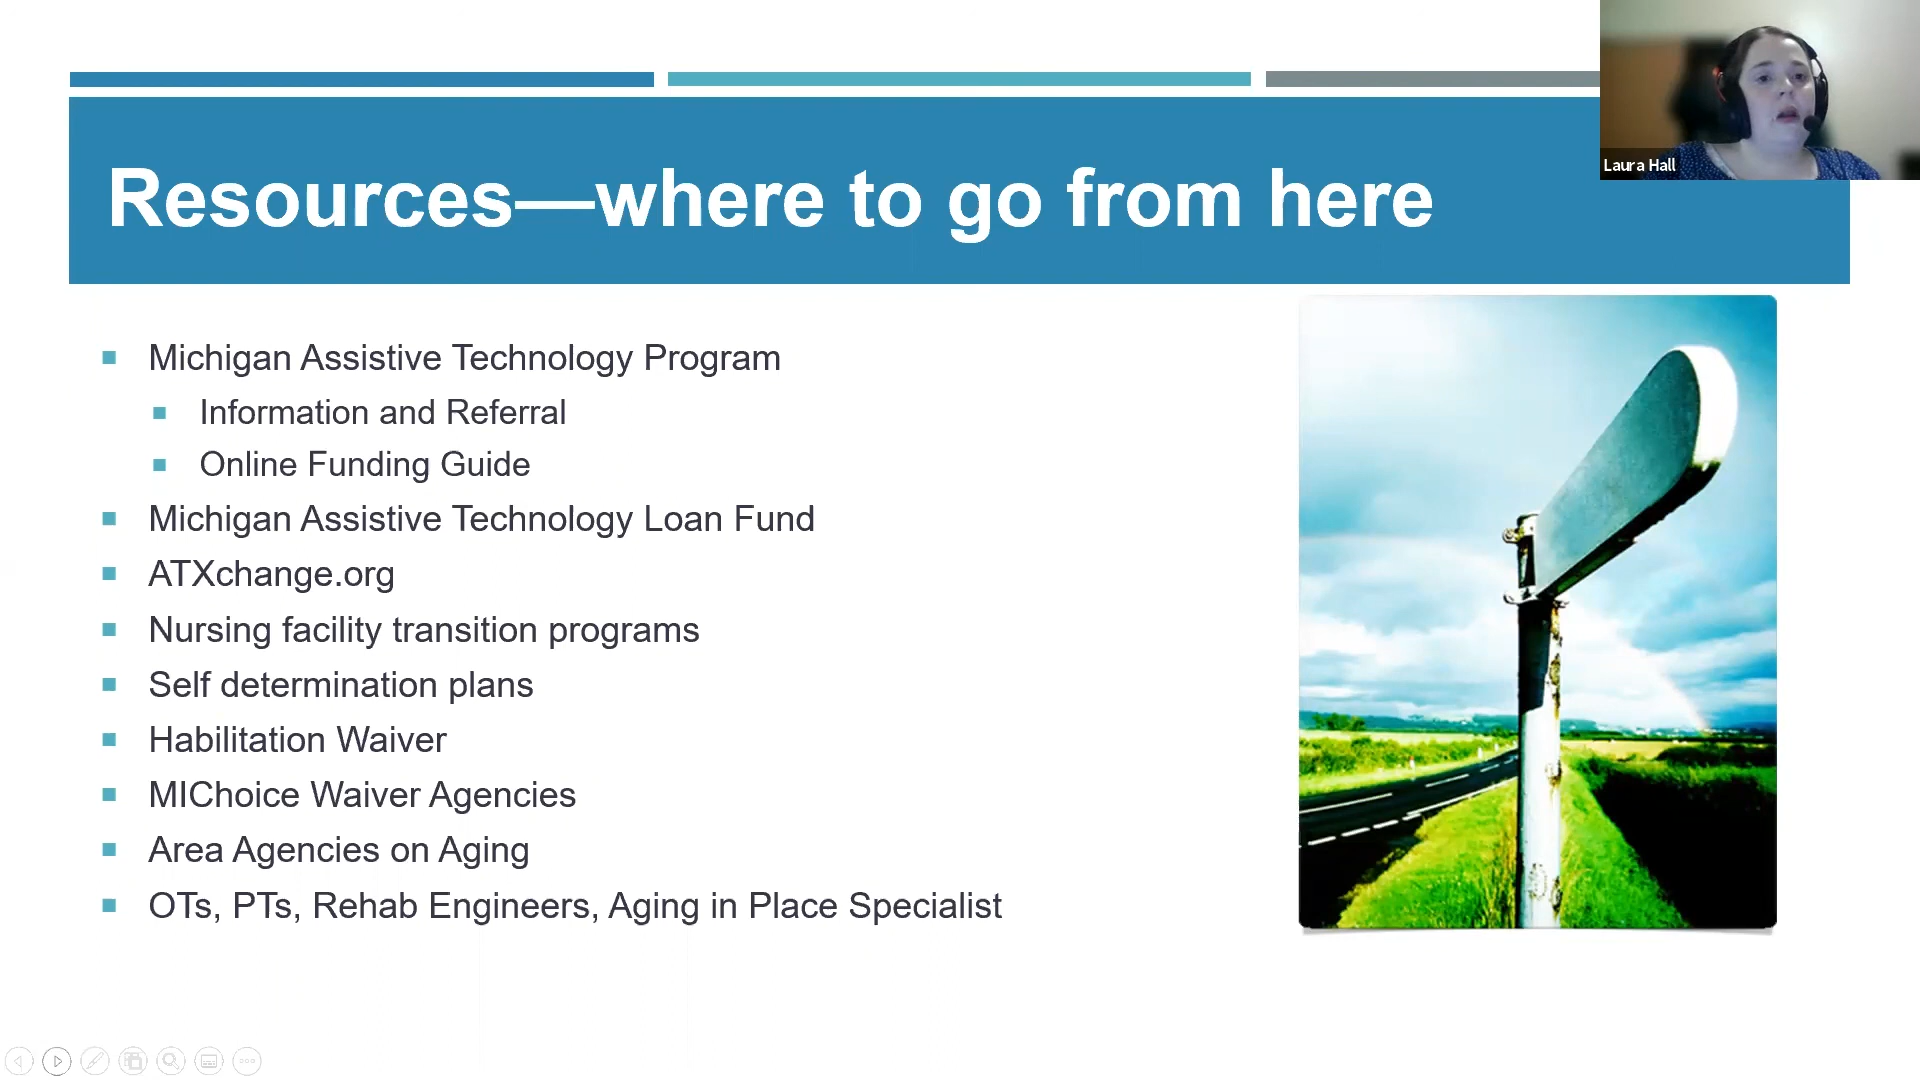 Laura Hall
Resources—where to go from here
Michigan Assistive Technology Program
Information and Referral
Online Funding Guide
Michigan Assistive Technology Loan Fund
ATXchange.org
Nursing facility transition programs
Self determination plans
Habilitation Waiver
MIChoice Waiver Agencies
Area Agencies on Aging
OTs, PTs, Rehab Engineers, Aging in Place Specialist